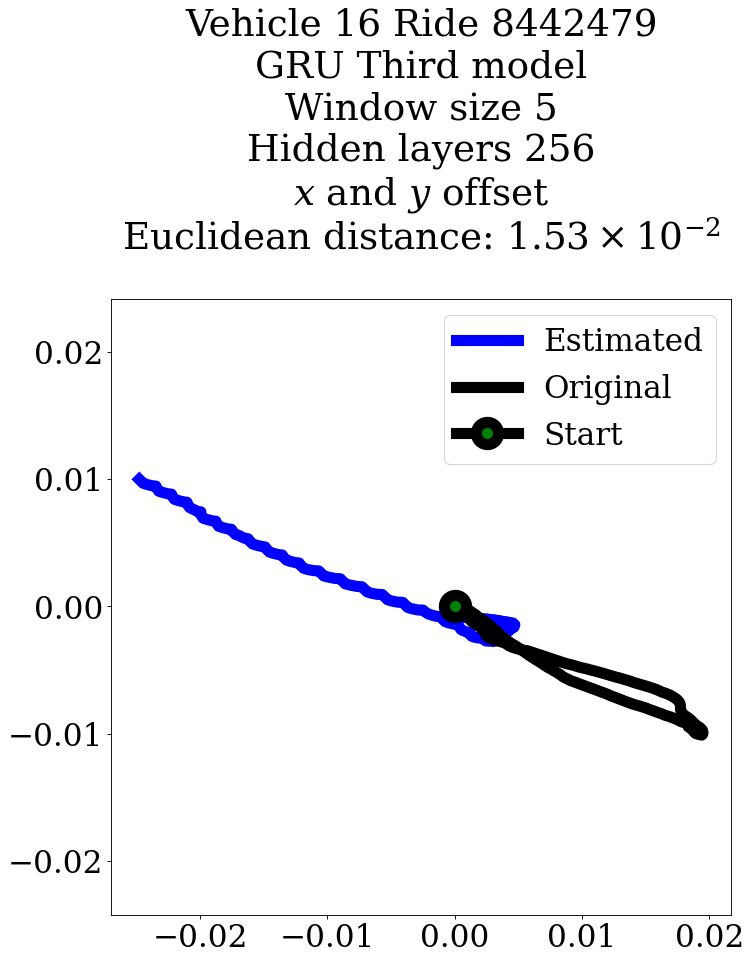 Vehicle 16 Ride 8442479
GRU Third model
Window size 5
Hidden layers 256
x and y offset
Euclidean distance: 1.53 × 10⁻²
Estimated
Original
Start
0.02
0.01
0.00
−0.01
−0.02
−0.02 −0.01 0.00 0.01 0.02